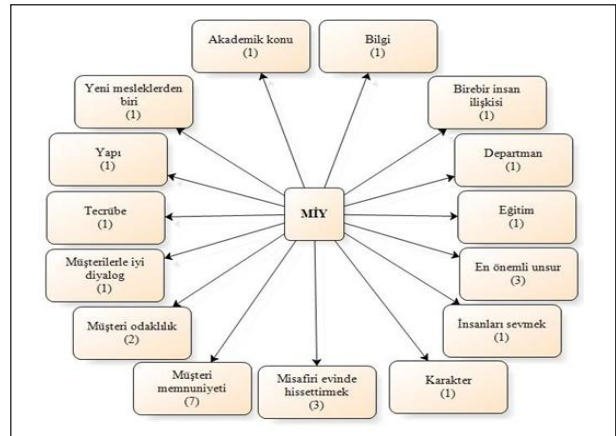 Akademik konu
(1)
Bilgi
(1)
Yeni mesleklerden
biri
(1)
Birebir insan
ilişkisi
(1)
Yapı
(1)
Departman
(1)
MİY
Tecrübe
(1)
Eğitim
(1)
Müşterilerle iyi
diyalog
(1)
En önemli unsur
(3)
Müşteri odaklılık
(2)
İnsanları sevmek
(1)
Müşteri
memnuniyeti
(7)
Misafiri evinde
hissettirmek
(3)
Karakter
(1)